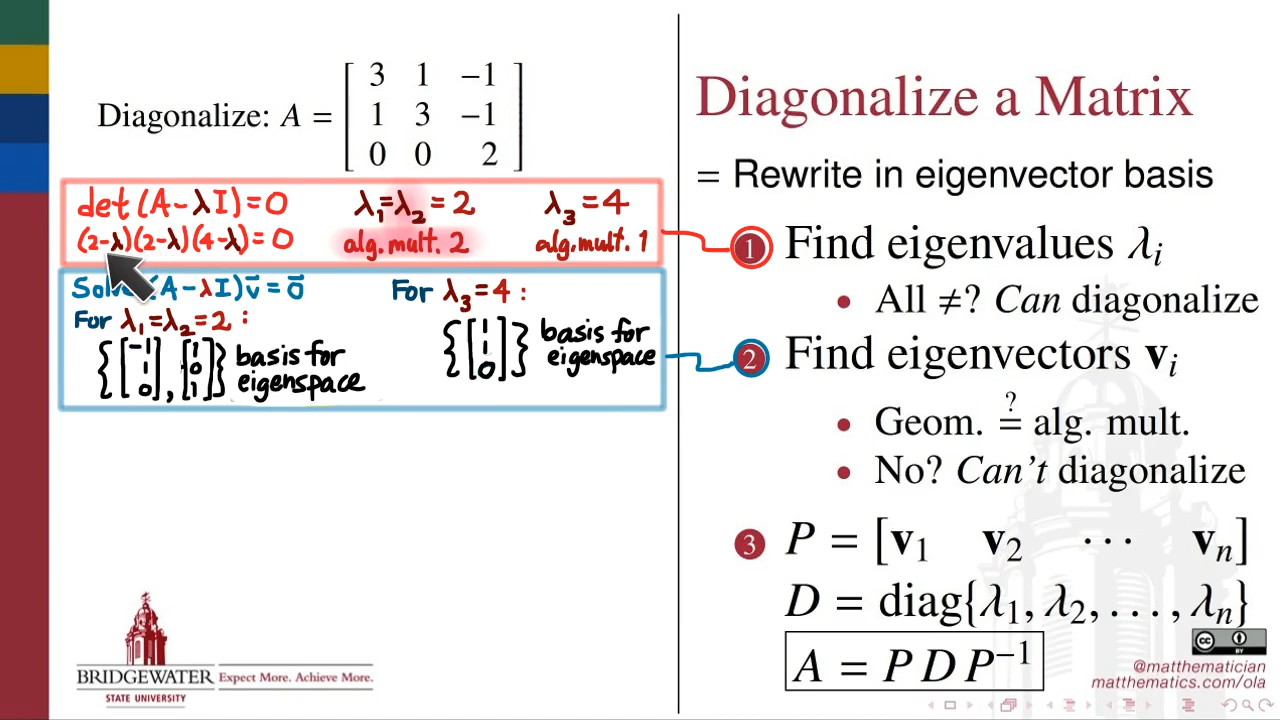 Diagonalize: A = [ 3 1 −1
1 3 −1
0 0 2 ]
det (A-λI)=0 λ₁=λ₂=2 λ₃=4
(2-λ)(2-λ)(4-λ)=0 alg. mult. 2 alg.mult. 1
(A-λI)v⃗=0⃗ For λ₃=4 :
For λ₁=λ₂=2 :
{[-1 1 0], [1 0 1]} basis for eigenspace
{[1 1 0]} basis for eigenspace
BRIDGEWATER
STATE UNIVERSITY
Expect More. Achieve More.
Diagonalize a Matrix
= Rewrite in eigenvector basis
1 Find eigenvalues λᵢ
• All ≠? Can diagonalize
2 Find eigenvectors vᵢ
• Geom. ≟ alg. mult.
• No? Can't diagonalize
3 P = [v₁ v₂ ⋯ vₙ]
D = diag{λ₁, λ₂, . . . , λₙ}
A = P D P⁻¹
cc BY
@matthematician
matthematics.com/ola